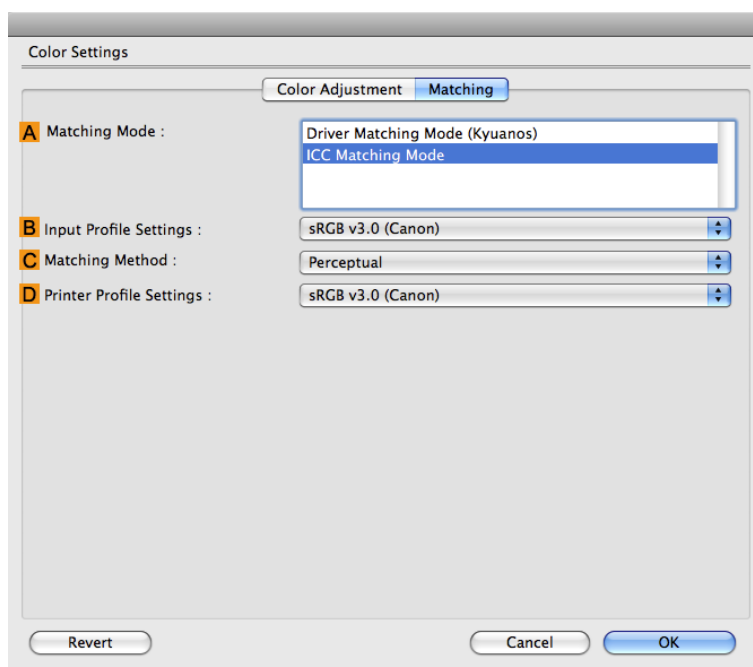 Color Settings
Color Adjustment Matching
A Matching Mode :
Driver Matching Mode (Kyuanos)
ICC Matching Mode
B Input Profile Settings : sRGB v3.0 (Canon)
C Matching Method : Perceptual
D Printer Profile Settings : sRGB v3.0 (Canon)
Revert Cancel OK